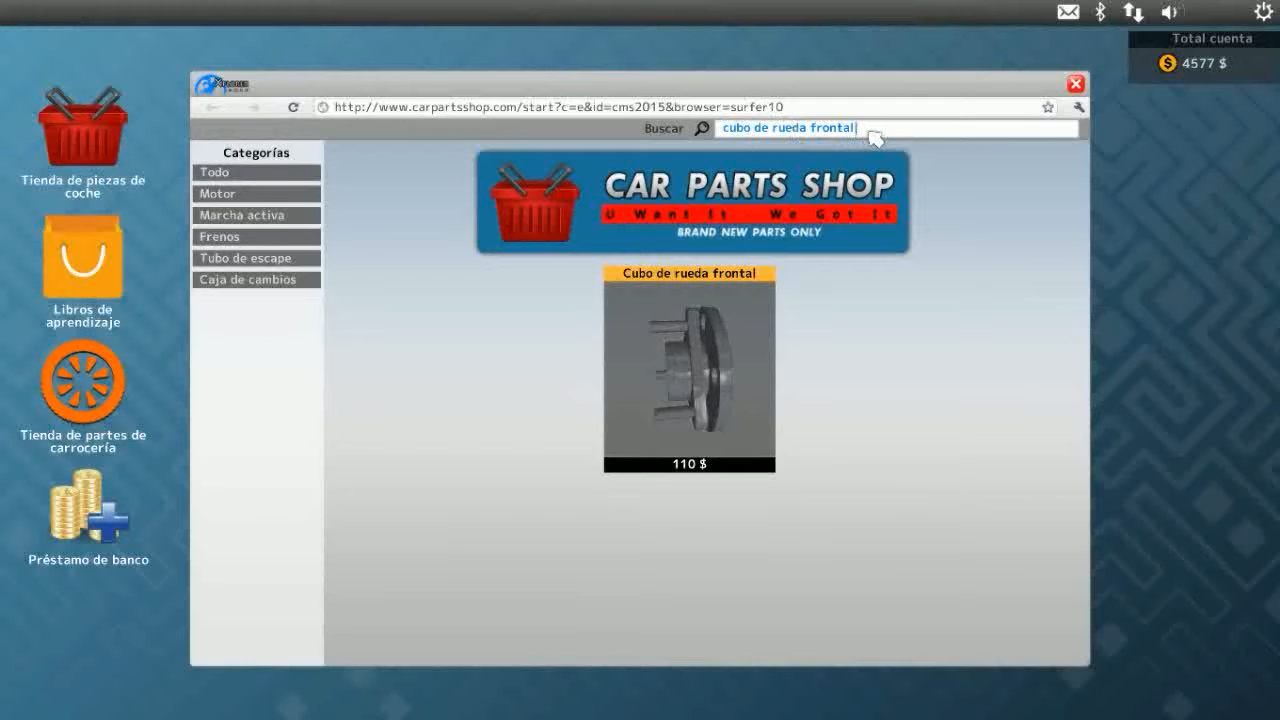 Total cuenta
4577 $
http://www.carpartsshop.com/start?c=e&id=cms2015&browser=surfer10
Buscar
cubo de rueda frontal
Categorías
Todo
Motor
Marcha activa
Frenos
Tubo de escape
Caja de cambios
CAR PARTS SHOP
U Want It We Got It
BRAND NEW PARTS ONLY
Cubo de rueda frontal
110 $
Tienda de piezas de
coche
Libros de
aprendizaje
Tienda de partes de
carrocería
Préstamo de banco